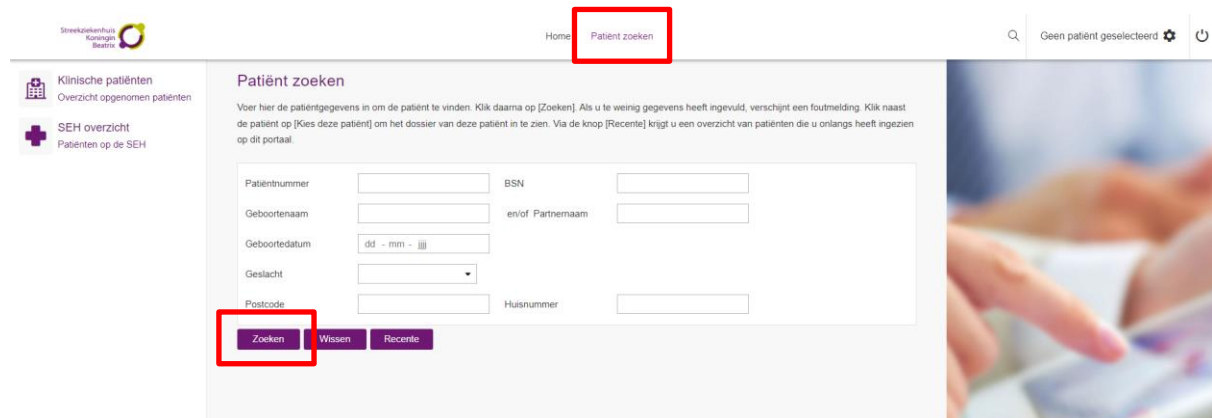 Streekziekenhuis
Koningin
Beatrix
Home
Patiënt zoeken
Geen patiënt geselecteerd
Klinische patiënten
Overzicht opgenomen patiënten
SEH overzicht
Patiënten op de SEH
Patiënt zoeken
Voer hier de patiëntgegevens in om de patiënt te vinden. Klik daarna op [Zoeken]. Als u te weinig gegevens heeft ingevuld, verschijnt een foutmelding. Klik naast
de patiënt op [Kies deze patiënt] om het dossier van deze patiënt in te zien. Via de knop [Recente] krijgt u een overzicht van patiënten die u onlangs heeft ingezien
op dit portaal.
Patiëntnummer
BSN
Geboortenaam
en/of Partnernaam
Geboortedatum
dd - mm - jjjj
Geslacht
Postcode
Huisnummer
Zoeken
Wissen
Recente